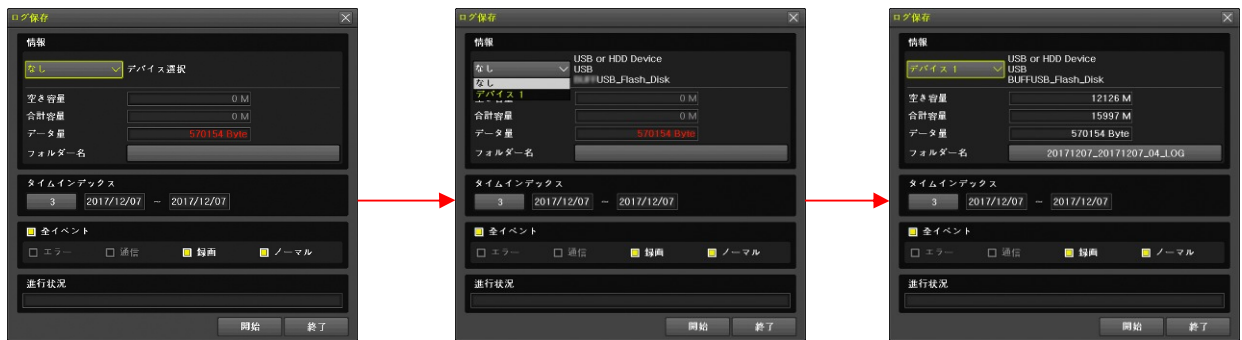 ログ保存
情報
なし デバイス選択
空き容量 0 M
合計容量 0 M
データ量 570154 Byte
フォルダー名
タイムインデックス
3 2017/12/07 ~ 2017/12/07
全イベント
エラー 通信 録画 ノーマル
進行状況
開始 終了
ログ保存
情報
USB or HDD Device
なし USB
USB_Flash_Disk
なし
デバイス 1
0 M
合計容量 0 M
データ量 570154 Byte
フォルダー名
タイムインデックス
3 2017/12/07 ~ 2017/12/07
全イベント
エラー 通信 録画 ノーマル
進行状況
開始 終了
ログ保存
情報
USB or HDD Device
デバイス 1 USB
BUFFUSB_Flash_Disk
空き容量 12126 M
合計容量 15997 M
データ量 570154 Byte
フォルダー名 20171207_20171207_04_LOG
タイムインデックス
3 2017/12/07 ~ 2017/12/07
全イベント
エラー 通信 録画 ノーマル
進行状況
開始 終了